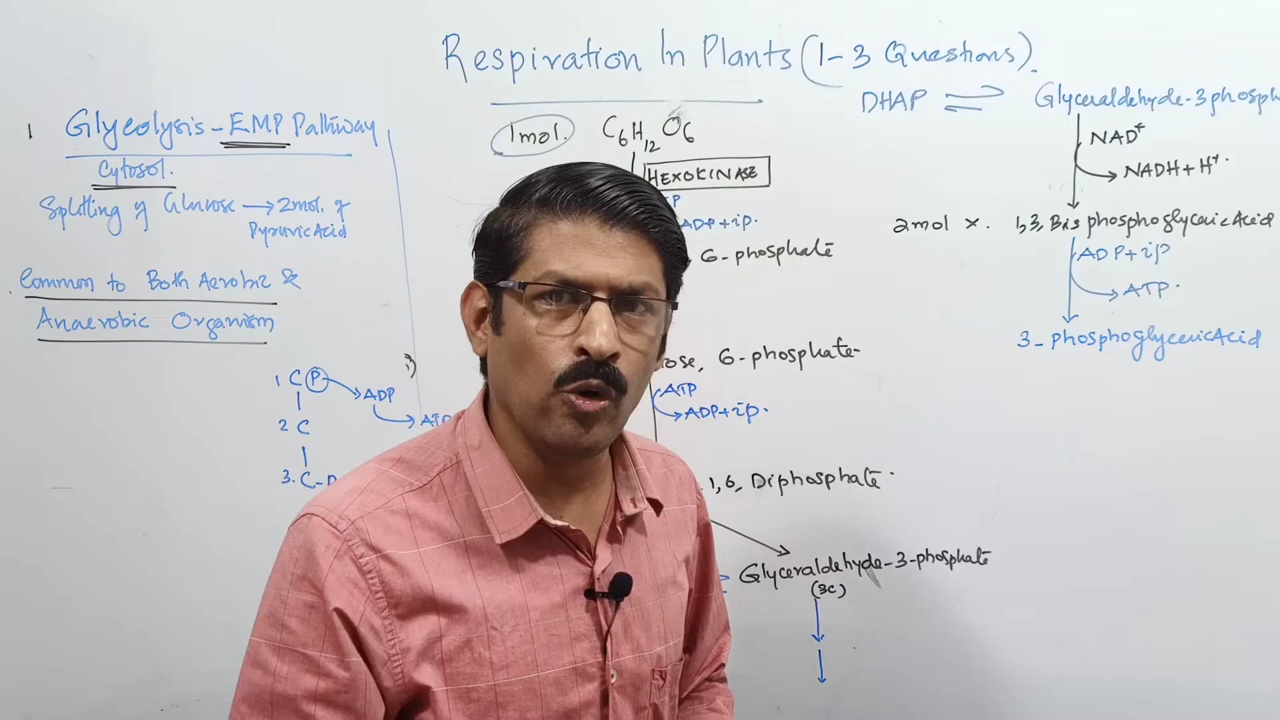 Respiration In Plants (1-3 Questions).
1 Glycolysis - EMP Pathway
Cytosol.
Splitting of Glucose → 2mol. of
Pyruvic Acid
Common to Both Aerobic &
Anaerobic Organism
1 C P → ADP
2 C
3. C
1mol. C6H12O6
HEXOKINASE
ADP+ip.
6-phosphate
6-phosphate
ATP
→ ADP+ip.
1,6, Diphosphate
Glyceraldehyde-3-phosphate
(3C)
DHAP ⇌ Glyceraldehyde-3phosph
NAD+
→ NADH + H+.
2mol x. 1,3, Bis phosphoglyceric Acid
ADP+ip
→ ATP.
3-phosphoglyceric Acid